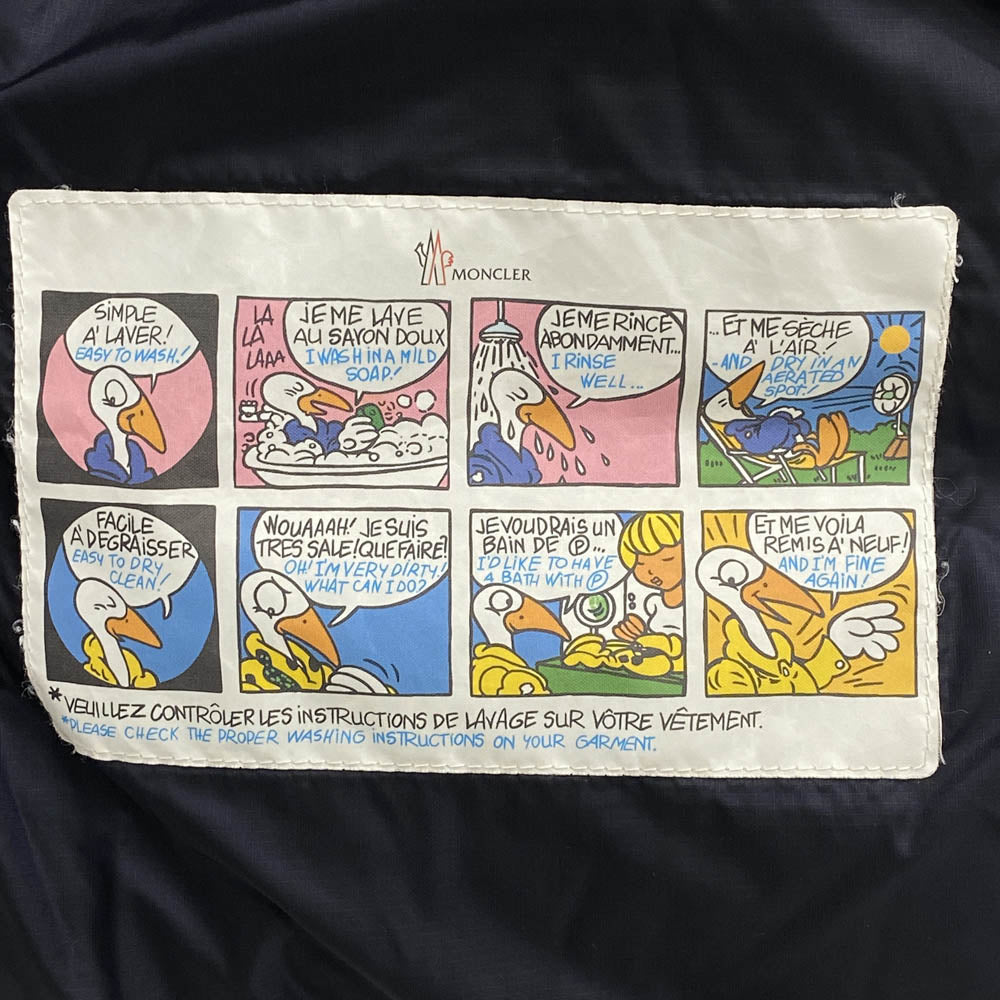 MONCLER
SiMPLE
A' LAVER!
EASY TO WASH!
LA
LA
LAAA
JE ME LAVE
AU SAVON DOUX
I WASH IN A MILD
SOAP!
JE ME RINCE
ABONDAMMENT...
I RINSE
WELL...
...ET ME SÈCHE
A' L'AIR!
-AND DRY IN AN
AERATED
SPOT!
FACILE
A' DÉGRAISSER
EASY TO DRY
CLEAN!
WOUAAAH! JE SUIS
TRES SALE! QUE FAIRE?
OH! I'M VERY DIRTY!
WHAT CAN I DO?
JE VOUDRAIS UN
BAIN DE Ⓟ...
I'D LIKE TO HAVE
A BATH WITH Ⓟ
ET ME VOILA
REMIS A' NEUF!
AND I'M FINE
AGAIN!
*VEUILLEZ CONTRÔLER LES iNSTRUCTIONS DE LAVAGE SUR VÔTRE VÊTEMENT.
*PLEASE CHECK THE PROPER WASHING INSTRUCTIONS ON YOUR GARMENT.